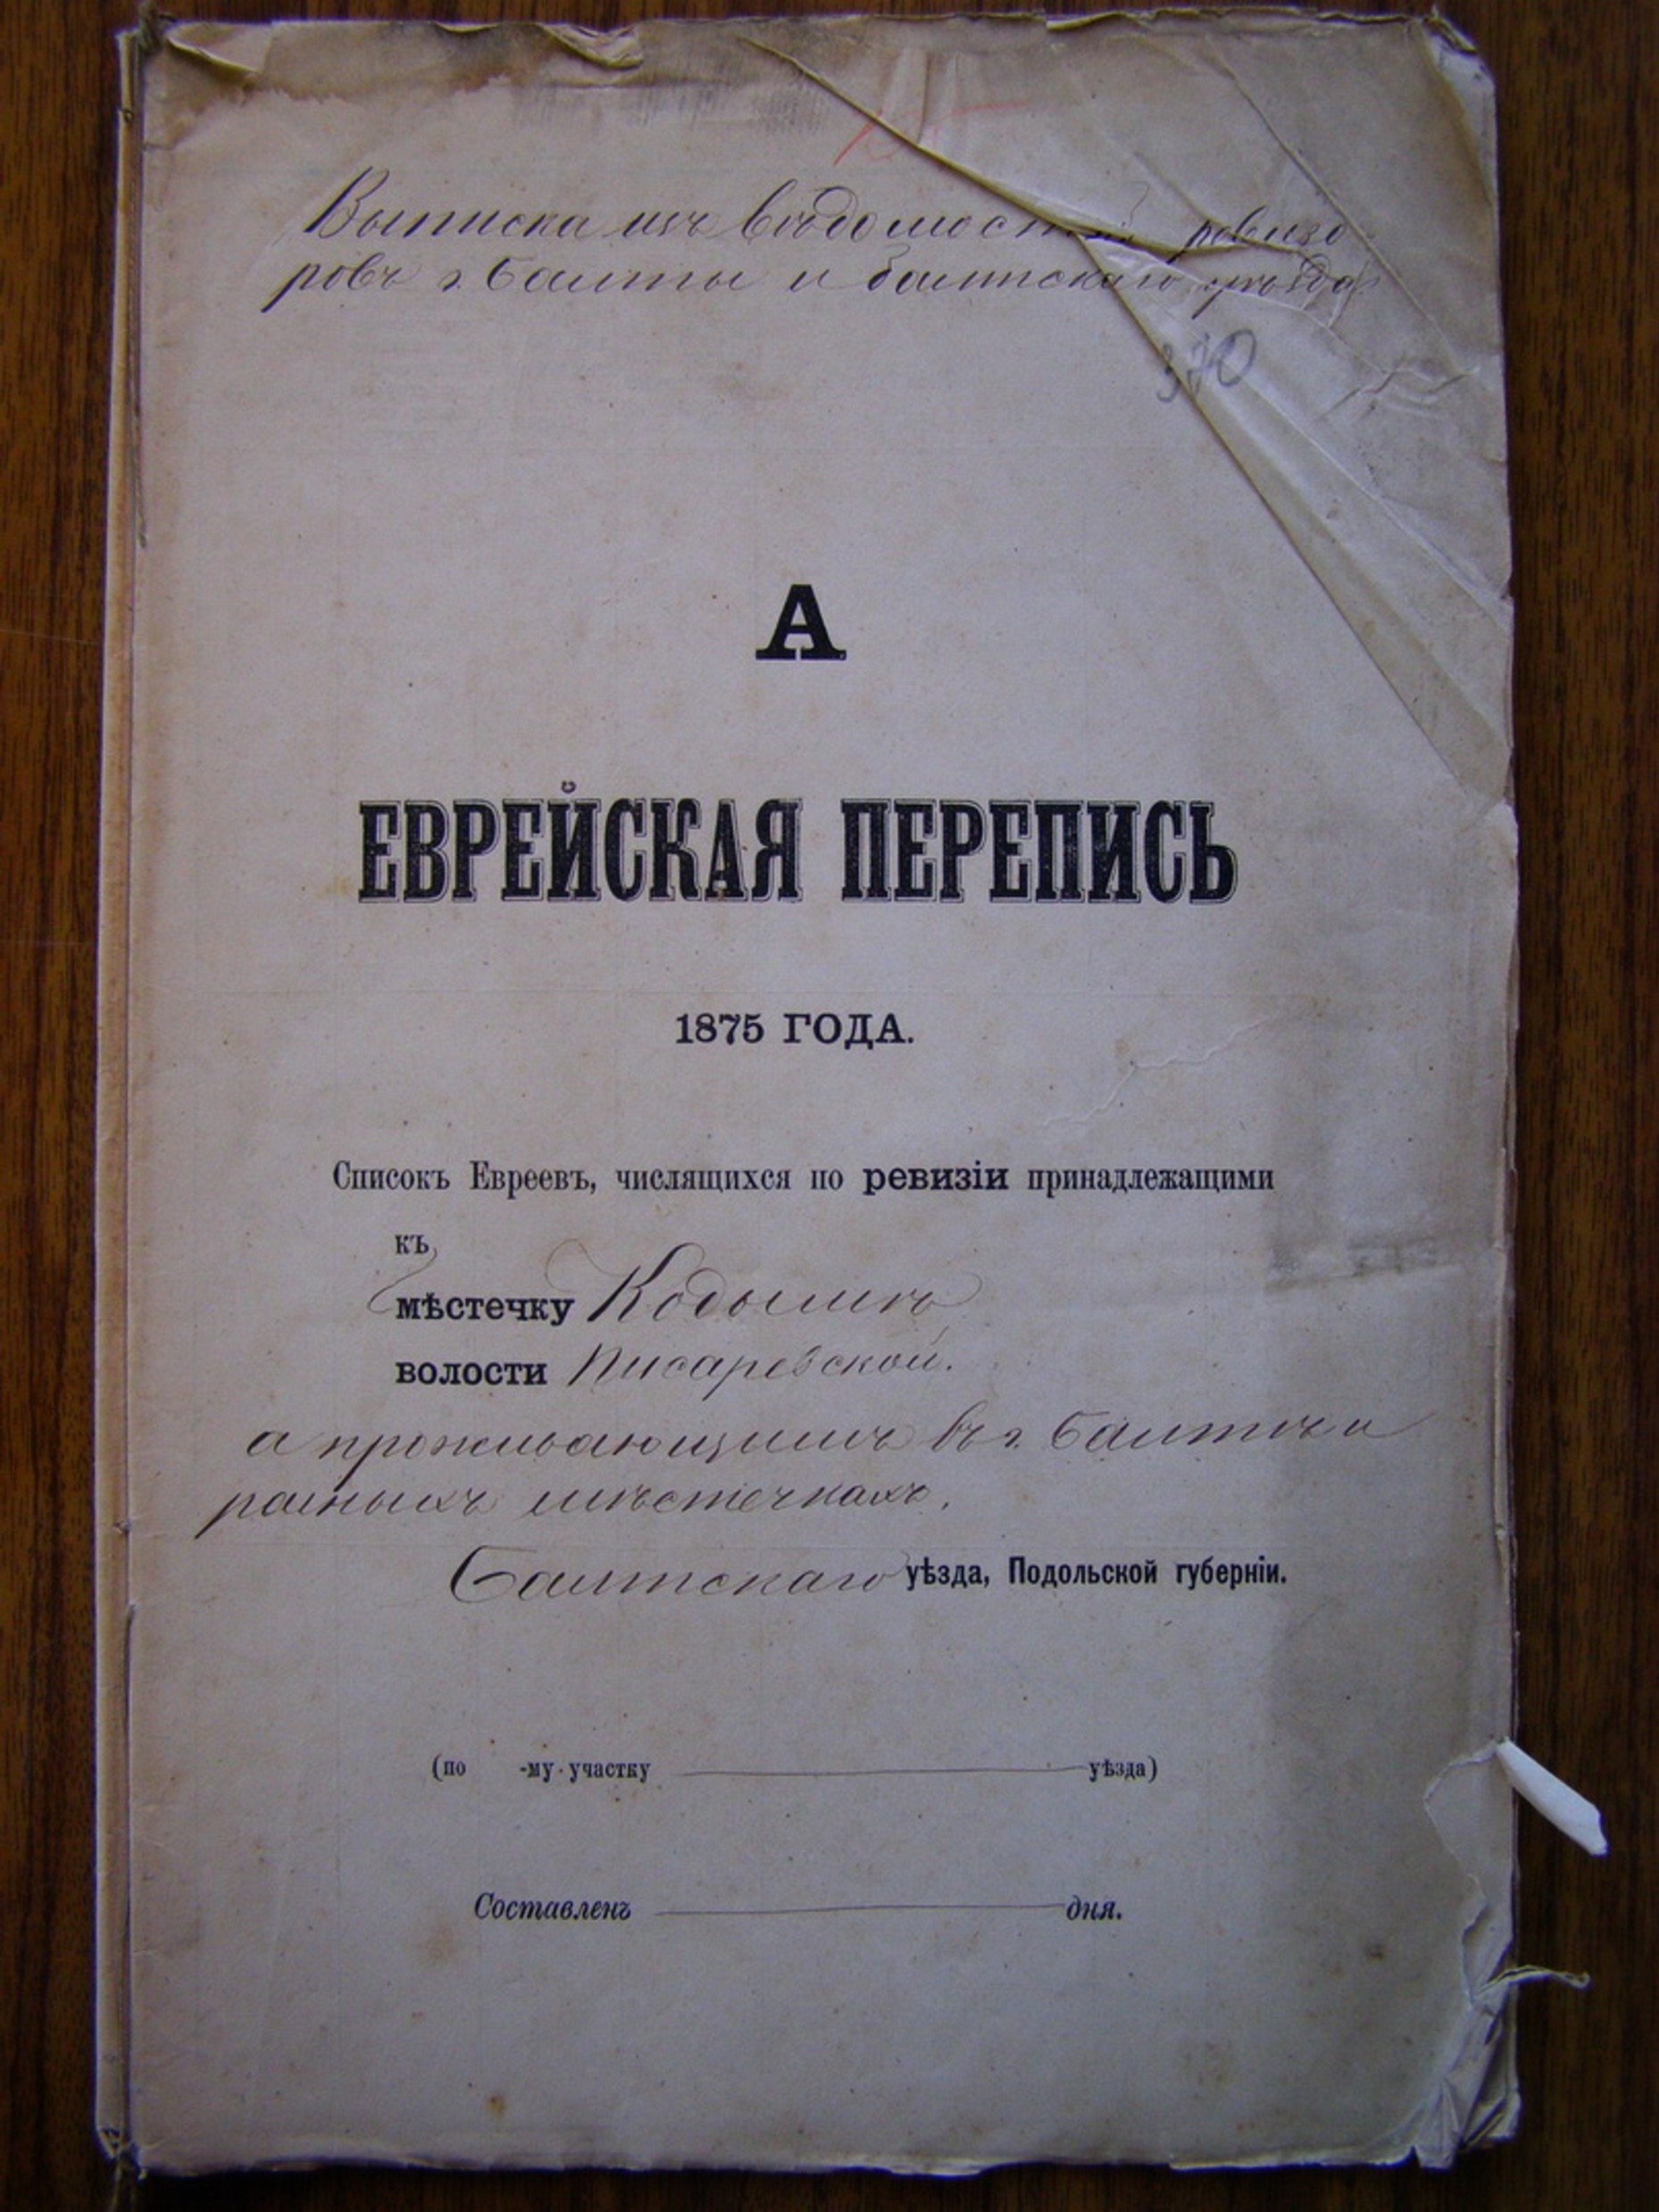 Выписка изъ вѣдомостей ревизо-
ровъ г. Балты и балтскаго уѣзда
370
А
ЕВРЕЙСКАЯ ПЕРЕПИСЬ
1875 ГОДА.
Списокъ Евреевъ, числящихся по ревизіи принадлежащими
къ
мѣстечку Кодымѣ
волости Писаревской.
а проживающимъ въ г. Балтѣ и
разныхъ мѣстечкахъ.
Балтскаго уѣзда, Подольской губерніи.
(по -му участку уѣзда)
Составленъ дня.